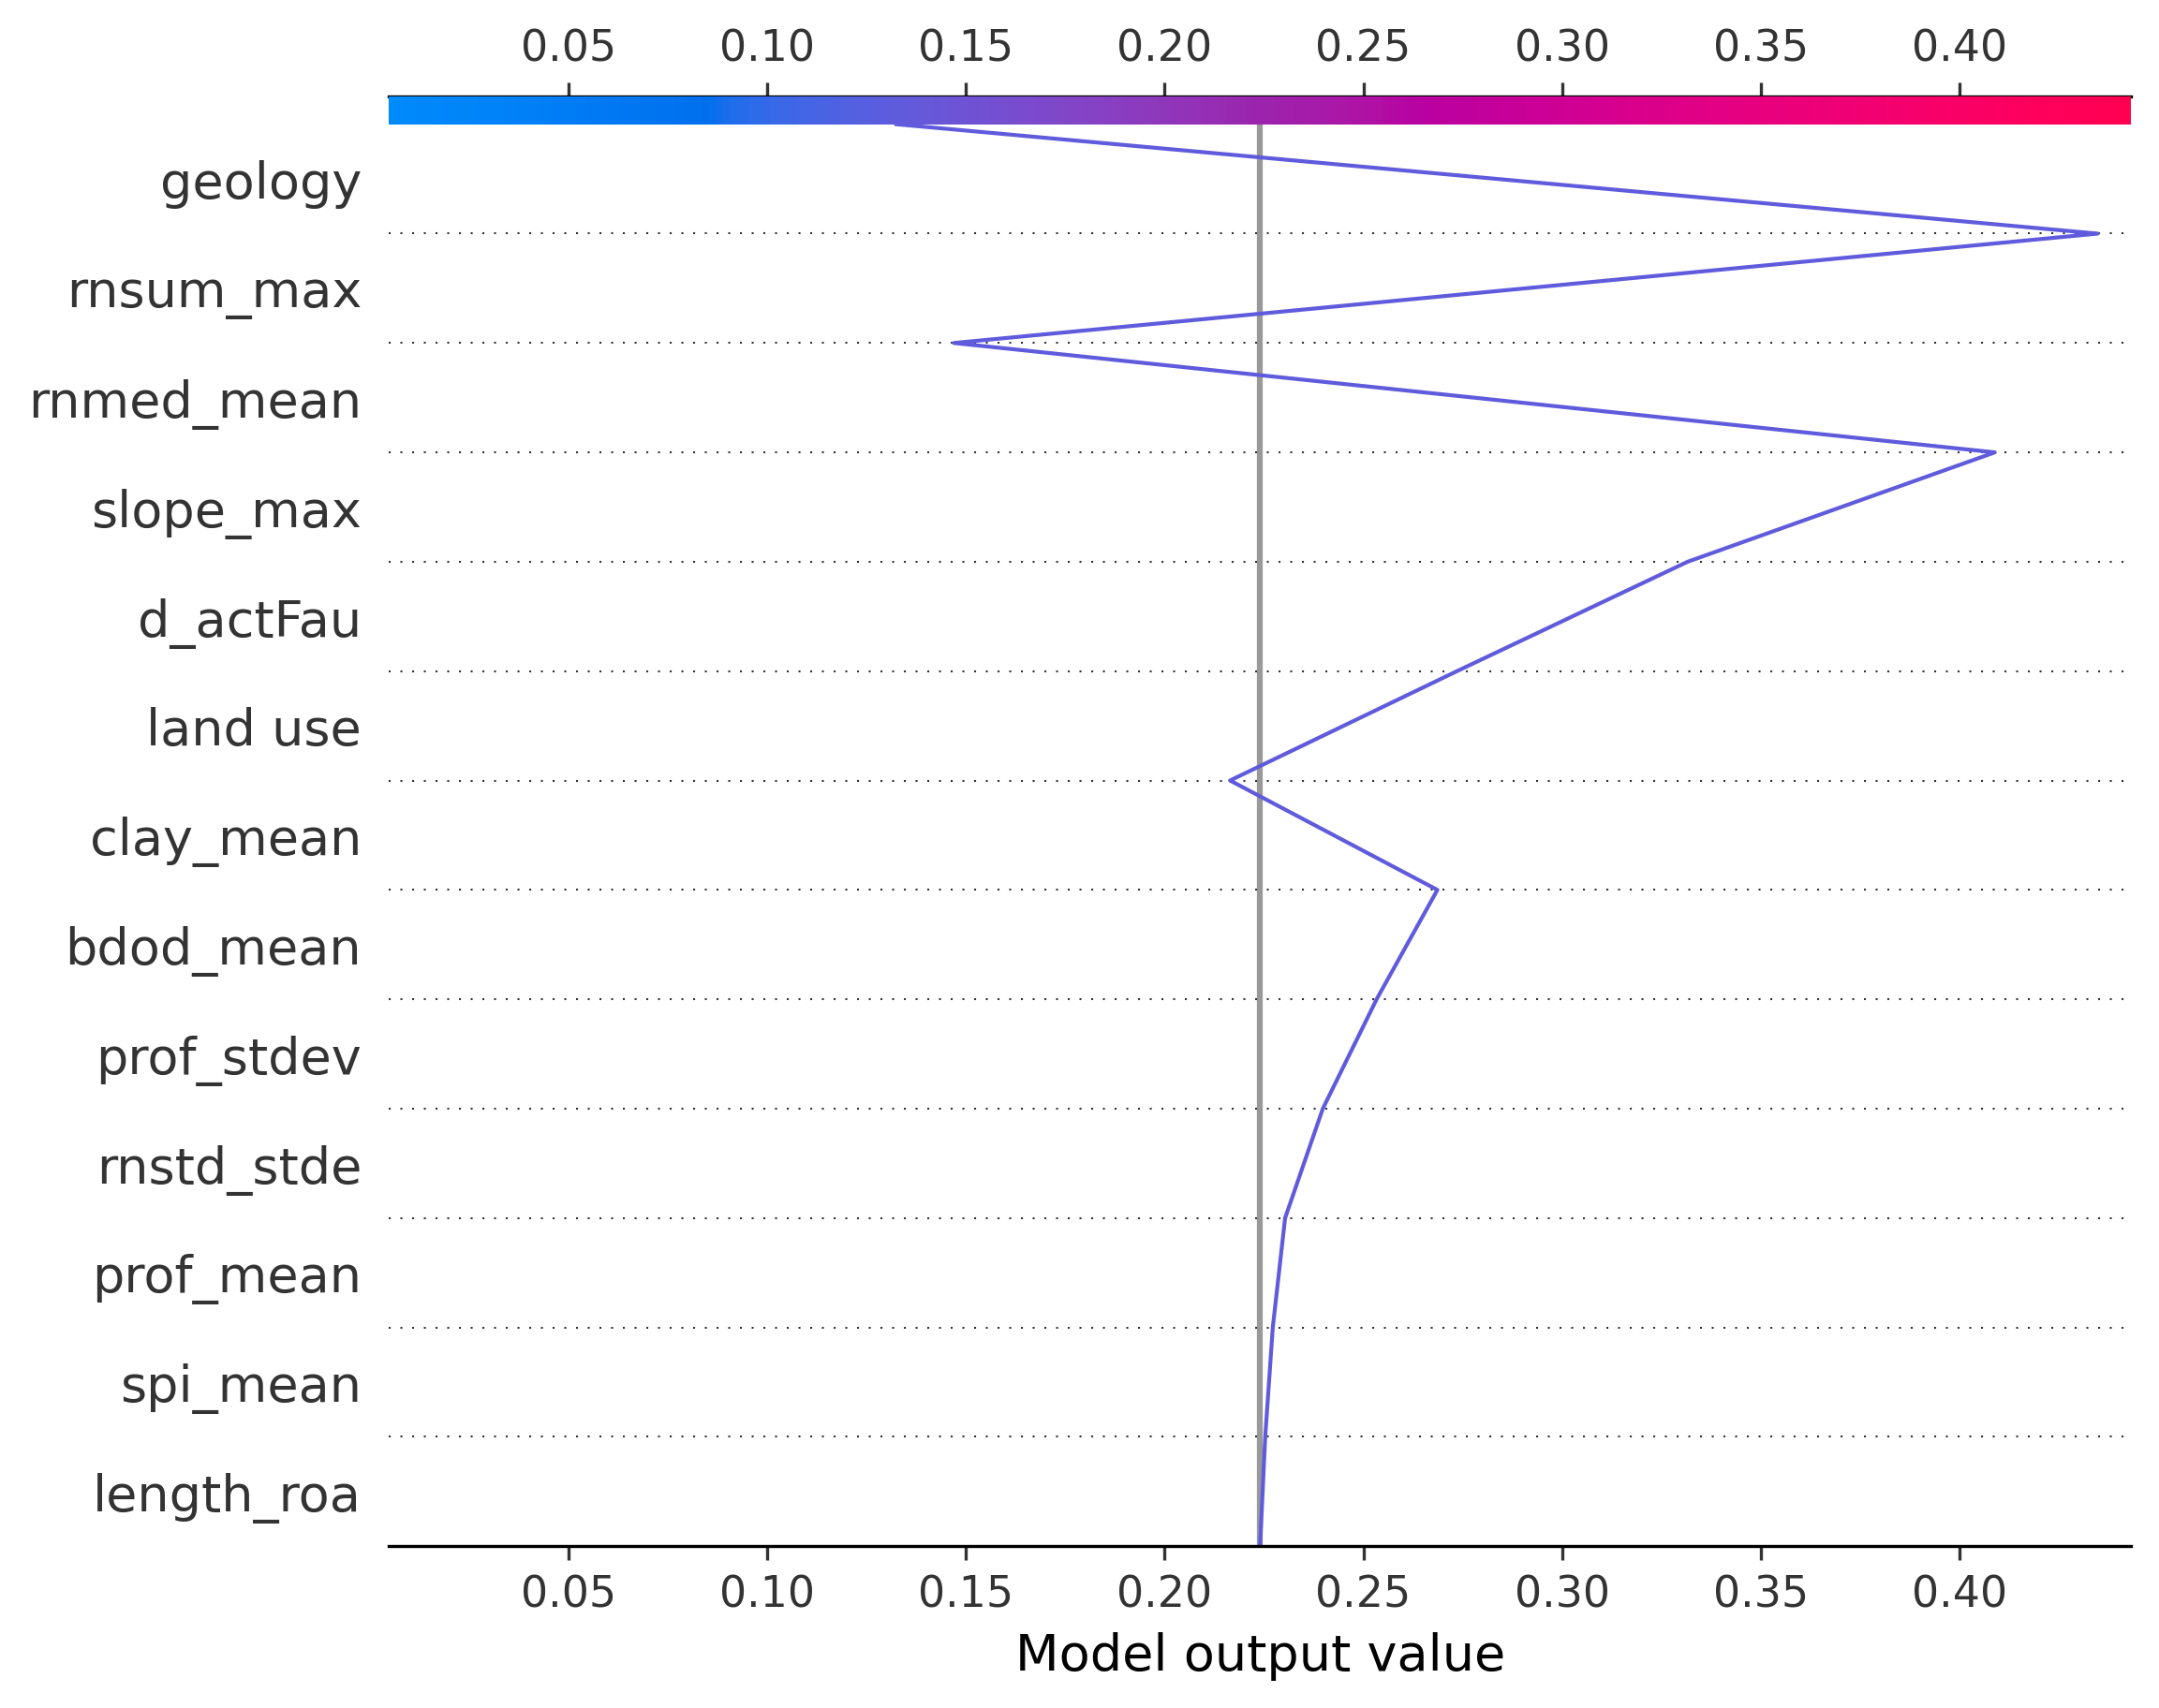 0.05 0.10 0.15 0.20 0.25 0.30 0.35 0.40
geology
rnsum_max
rnmed_mean
slope_max
d_actFau
land use
clay_mean
bdod_mean
prof_stdev
rnstd_stde
prof_mean
spi_mean
length_roa
0.05 0.10 0.15 0.20 0.25 0.30 0.35 0.40
Model output value